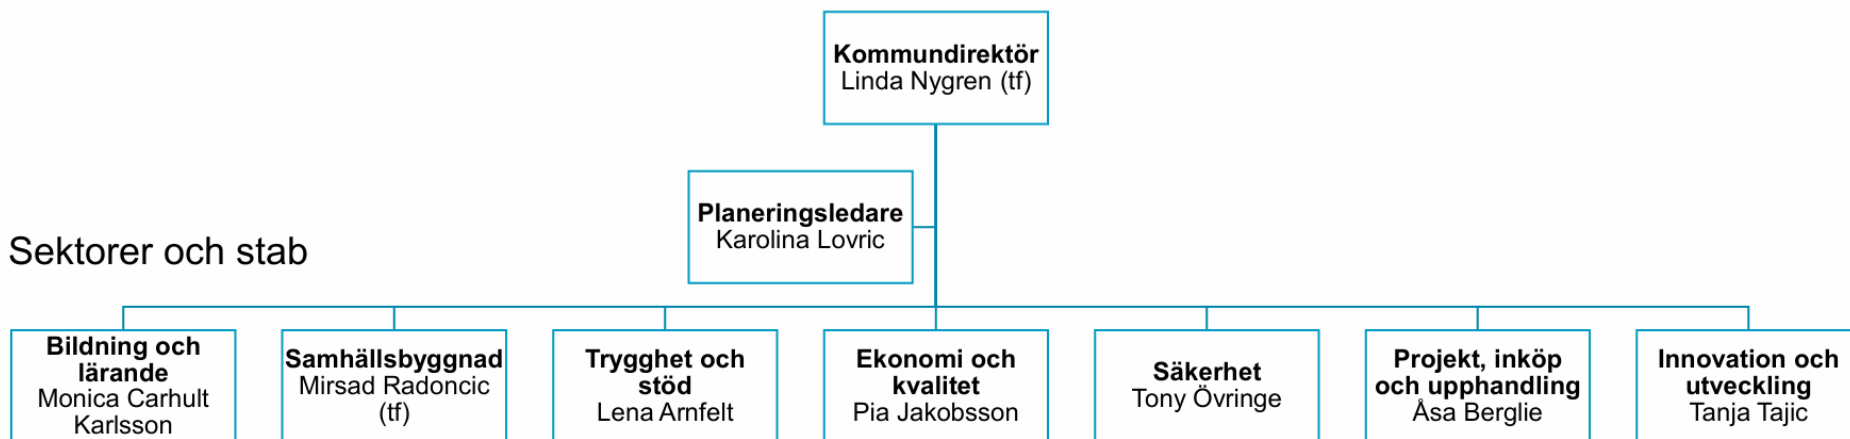 Kommundirektör
Linda Nygren (tf)
Planeringsledare
Karolina Lovric
Sektorer och stab
Bildning och
lärande
Monica Carhult
Karlsson
Samhällsbyggnad
Mirsad Radoncic
(tf)
Trygghet och
stöd
Lena Arnfelt
Ekonomi och
kvalitet
Pia Jakobsson
Säkerhet
Tony Övringe
Projekt, inköp
och upphandling
Åsa Berglie
Innovation och
utveckling
Tanja Tajic